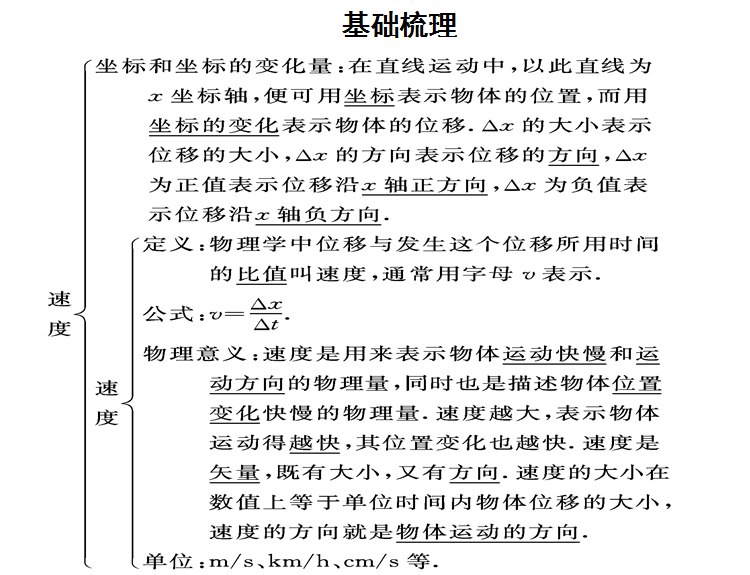 基础梳理
坐标和坐标的变化量:在直线运动中,以此直线为
x 坐标轴,便可用坐标表示物体的位置,而用
坐标的变化表示物体的位移.Δx 的大小表示
位移的大小,Δx 的方向表示位移的方向,Δx
为正值表示位移沿x 轴正方向,Δx 为负值表
示位移沿x 轴负方向.
速度
定义:物理学中位移与发生这个位移所用时间
的比值叫速度,通常用字母 v 表示.
公式:v=Δx/Δt.
速度
物理意义:速度是用来表示物体运动快慢和运
动方向的物理量,同时也是描述物体位置
变化快慢的物理量.速度越大,表示物体
运动得越快,其位置变化也越快.速度是
矢量,既有大小,又有方向.速度的大小在
数值上等于单位时间内物体位移的大小,
速度的方向就是物体运动的方向.
单位:m/s、km/h、cm/s 等.